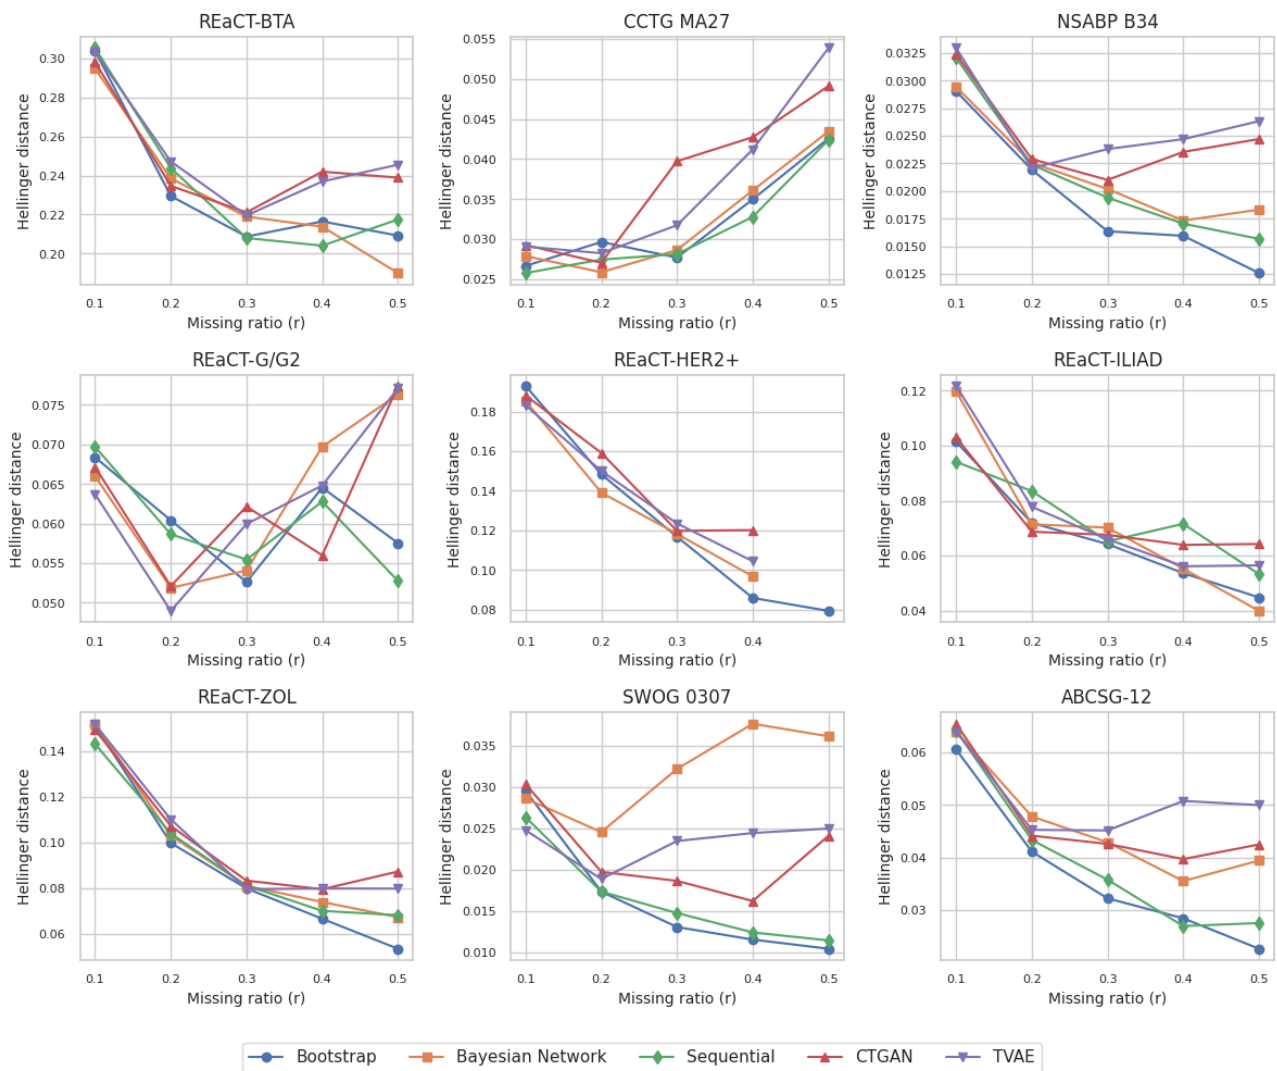 REaCT-BTA
Hellinger distance
0.30
0.28
0.26
0.24
0.22
0.20
0.1 0.2 0.3 0.4 0.5
Missing ratio (r)
CCTG MA27
Hellinger distance
0.055
0.050
0.045
0.040
0.035
0.030
0.025
0.1 0.2 0.3 0.4 0.5
Missing ratio (r)
NSABP B34
Hellinger distance
0.0325
0.0300
0.0275
0.0250
0.0225
0.0200
0.0175
0.0150
0.0125
0.1 0.2 0.3 0.4 0.5
Missing ratio (r)
REaCT-G/G2
Hellinger distance
0.075
0.070
0.065
0.060
0.055
0.050
0.1 0.2 0.3 0.4 0.5
Missing ratio (r)
REaCT-HER2+
Hellinger distance
0.18
0.16
0.14
0.12
0.10
0.08
0.1 0.2 0.3 0.4 0.5
Missing ratio (r)
REaCT-ILIAD
Hellinger distance
0.12
0.10
0.08
0.06
0.04
0.1 0.2 0.3 0.4 0.5
Missing ratio (r)
REaCT-ZOL
Hellinger distance
0.14
0.12
0.10
0.08
0.06
0.1 0.2 0.3 0.4 0.5
Missing ratio (r)
SWOG 0307
Hellinger distance
0.035
0.030
0.025
0.020
0.015
0.010
0.1 0.2 0.3 0.4 0.5
Missing ratio (r)
ABCSG-12
Hellinger distance
0.06
0.05
0.04
0.03
0.1 0.2 0.3 0.4 0.5
Missing ratio (r)
Bootstrap Bayesian Network Sequential CTGAN TVAE